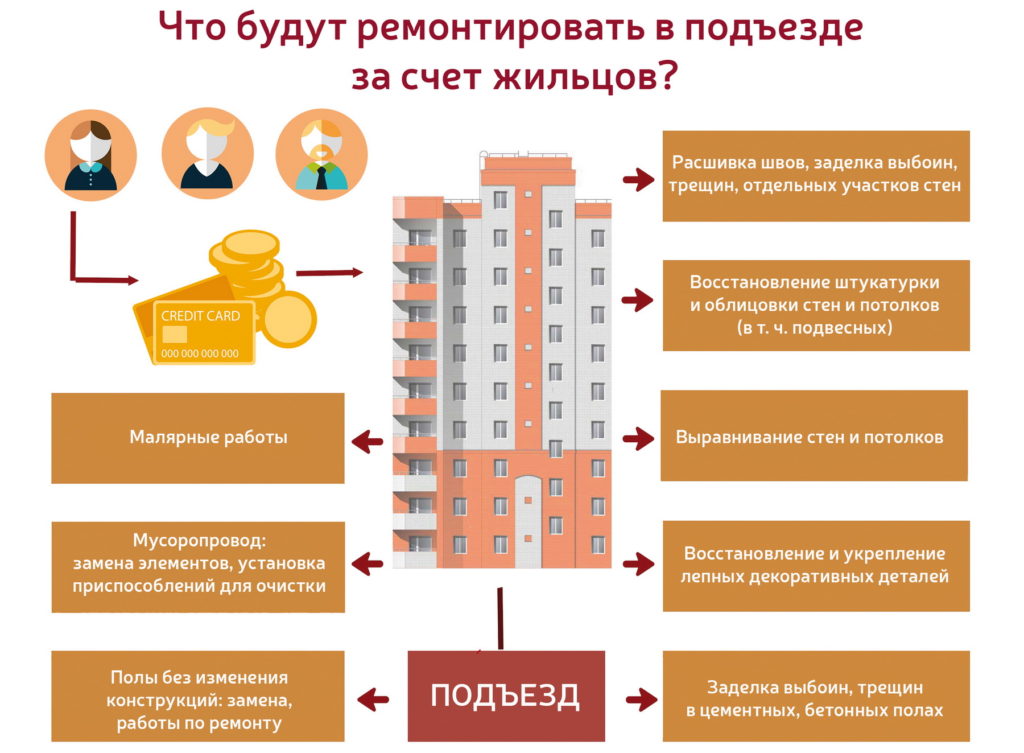 Что будут ремонтировать в подъезде
за счет жильцов?
CREDIT CARD
000 000 000 000
Расшивка швов, заделка выбоин,
трещин, отдельных участков стен
Восстановление штукатурки
и облицовки стен и потолков
(в т. ч. подвесных)
Малярные работы
Выравнивание стен и потолков
Мусоропровод:
замена элементов, установка
приспособлений для очистки
Восстановление и укрепление
лепных декоративных деталей
Полы без изменения
конструкций: замена,
работы по ремонту
ПОДЪЕЗД
Заделка выбоин, трещин
в цементных, бетонных полах